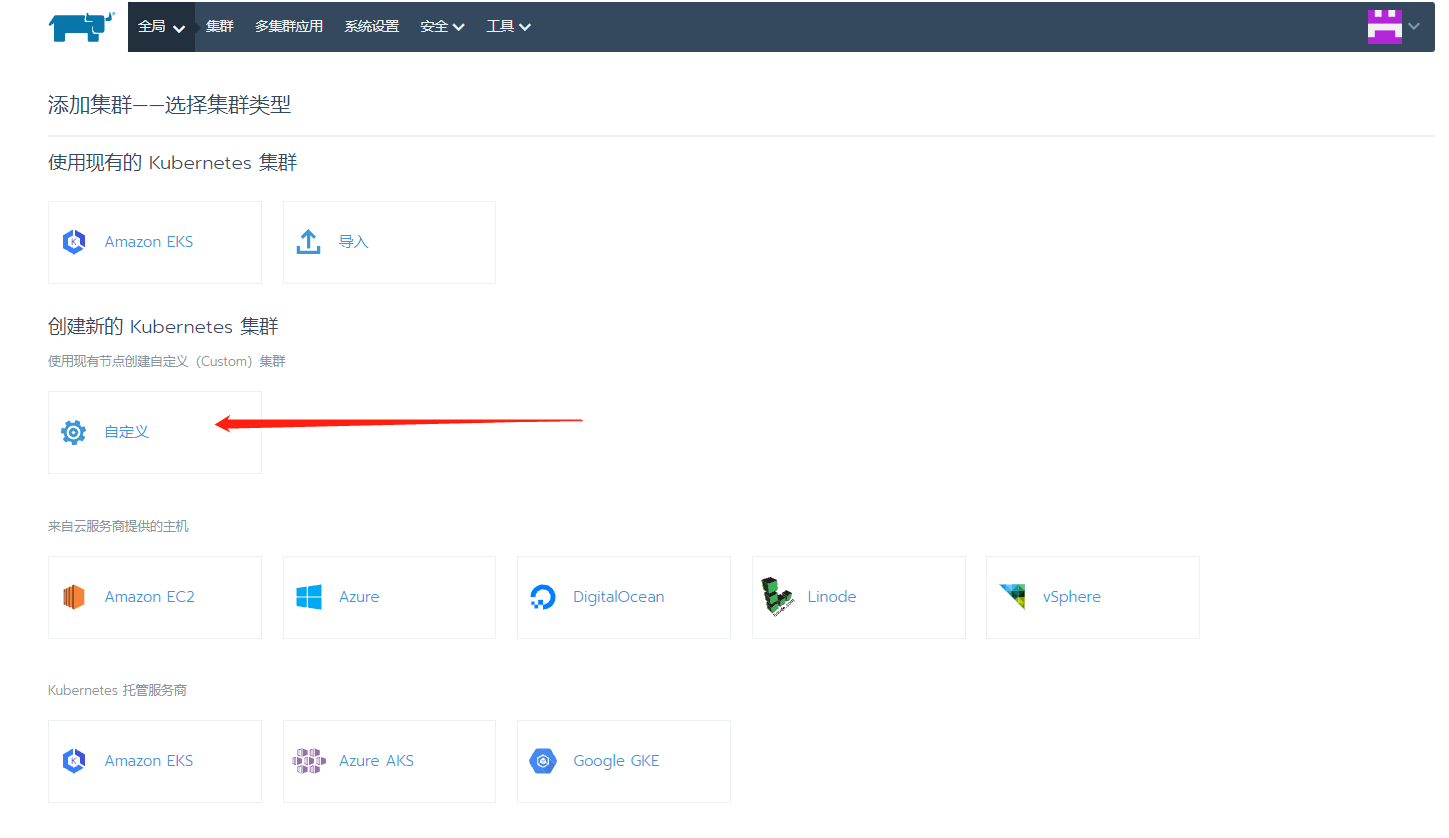 全局 集群 多集群应用 系统设置 安全 工具
添加集群——选择集群类型
使用现有的 Kubernetes 集群
Amazon EKS 导入
创建新的 Kubernetes 集群
使用现有节点创建自定义（Custom）集群
自定义
来自云服务商提供的主机
Amazon EC2 Azure DigitalOcean Linode vSphere
Kubernetes 托管服务商
Amazon EKS Azure AKS Google GKE